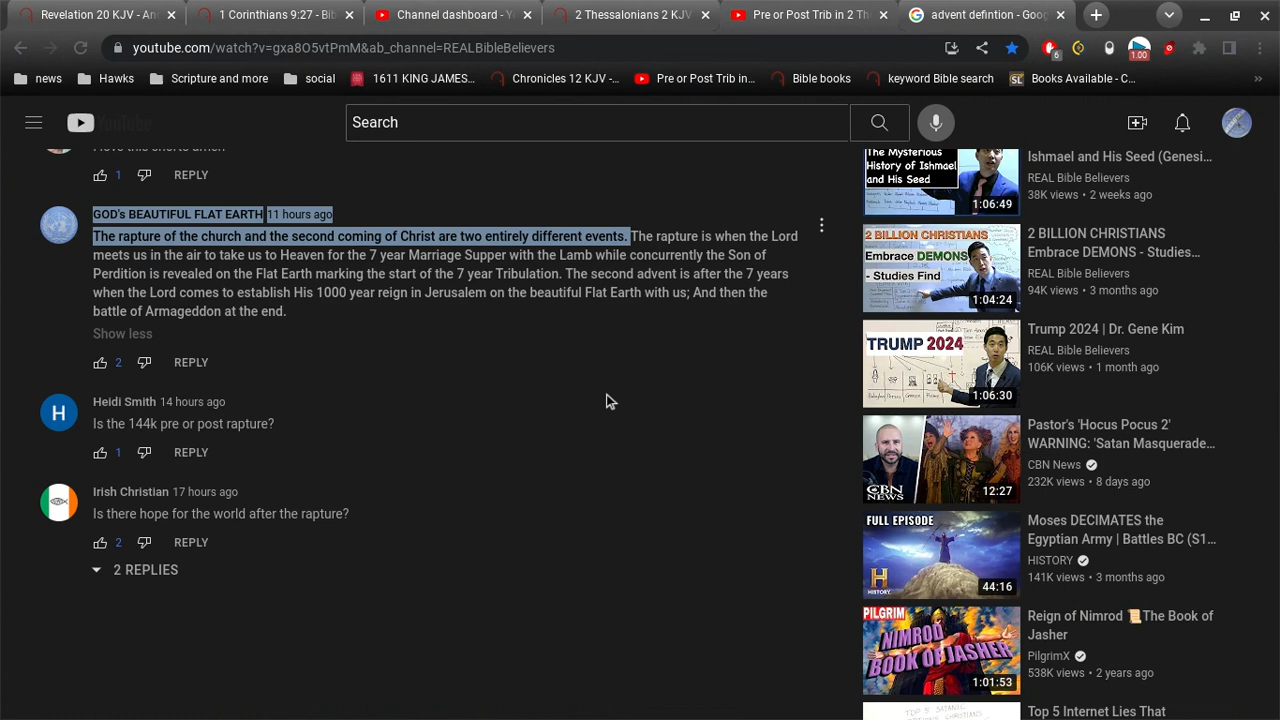 Revelation 20 KJV - An
1 Corinthians 9:27 - Bib
Channel dashboard - Y
2 Thessalonians 2 KJV
Pre or Post Trib in 2 Th
advent defintion - Goo
youtube.com/watch?v=gxa8O5vtPmM&ab_channel=REALBibleBelievers
6
1.00
news
Hawks
Scripture and more
social
1611 KING JAMES...
Chronicles 12 KJV -...
Pre or Post Trib in...
Bible books
keyword Bible search
SL
Books Available - C...
YouTube
Search
1
REPLY
GOD's BEAUTIFUL FLAT EARTH 11 hours ago
The rapture of the church and the second coming of Christ are two entirely different events. The rapture is when the Lord
meets us in the air to take us to Heaven for the 7 year Marriage Supper with the Lamb while concurrently the Son of
Perdition is revealed on the Flat Earth marking the start of the 7 year Tribulation. The second advent is after the 7 years
when the Lord comes to establish the 1000 year reign in Jerusalem on the beautiful Flat Earth with us; And then the
battle of Armageddon at the end.
Show less
2
REPLY
H
Heidi Smith 14 hours ago
Is the 144k pre or post rapture?
1
REPLY
Irish Christian 17 hours ago
Is there hope for the world after the rapture?
2
REPLY
2 REPLIES
The Mysterious
History of Ishmael
and His Seed
1:06:49
Ishmael and His Seed (Genesi...
REAL Bible Believers
38K views • 2 weeks ago
2 BILLION CHRISTIANS
Embrace DEMONS
- Studies Find
1:04:24
2 BILLION CHRISTIANS
Embrace DEMONS - Studies...
REAL Bible Believers
94K views • 3 months ago
TRUMP 2024
1:06:30
Trump 2024 | Dr. Gene Kim
REAL Bible Believers
106K views • 1 month ago
CBN
NEWS
12:27
Pastor's 'Hocus Pocus 2'
WARNING: 'Satan Masquerade...
CBN News
232K views • 8 days ago
FULL EPISODE
H
HISTORY.
44:16
Moses DECIMATES the
Egyptian Army | Battles BC (S1...
HISTORY
141K views • 3 months ago
PILGRIM
NIMROD
BOOK OF JASHER
1:01:53
Reign of Nimrod 📜The Book of
Jasher
PilgrimX
538K views • 2 years ago
TOP 5 SATANIC
Top 5 Internet Lies That